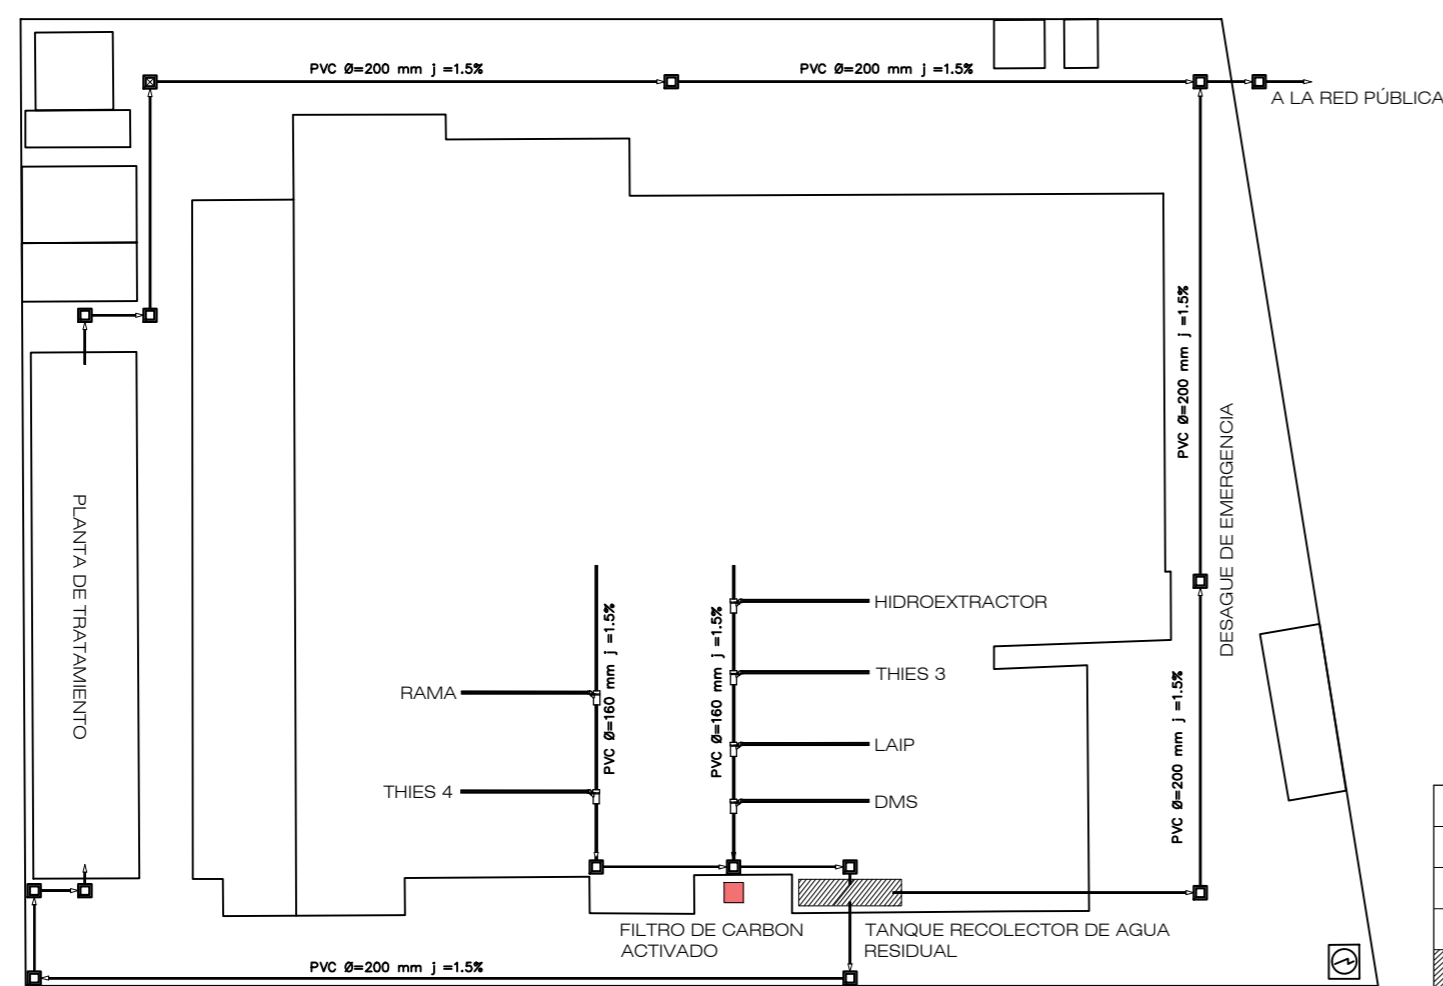 PVC Ø=200 mm j =1.5%
PVC Ø=200 mm j =1.5%
A LA RED PÚBLICA
PVC Ø=200 mm j =1.5%
DESAGUE DE EMERGENCIA
PLANTA DE TRATAMIENTO
HIDROEXTRACTOR
PVC Ø=160 mm j =1.5%
PVC Ø=160 mm j =1.5%
THIES 3
RAMA
PVC Ø=200 mm j =1.5%
LAIP
THIES 4
DMS
FILTRO DE CARBON
ACTIVADO
TANQUE RECOLECTOR DE AGUA
RESIDUAL
PVC Ø=200 mm j =1.5%